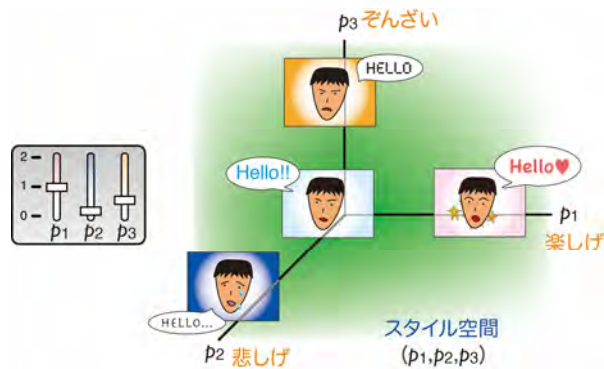 p3 ぞんざい
HELLO
Hello!!
Hello♥
2
1
0
p1 p2 p3
p1
楽しげ
HELLO...
p2 悲しげ
スタイル空間
(p1,p2,p3)